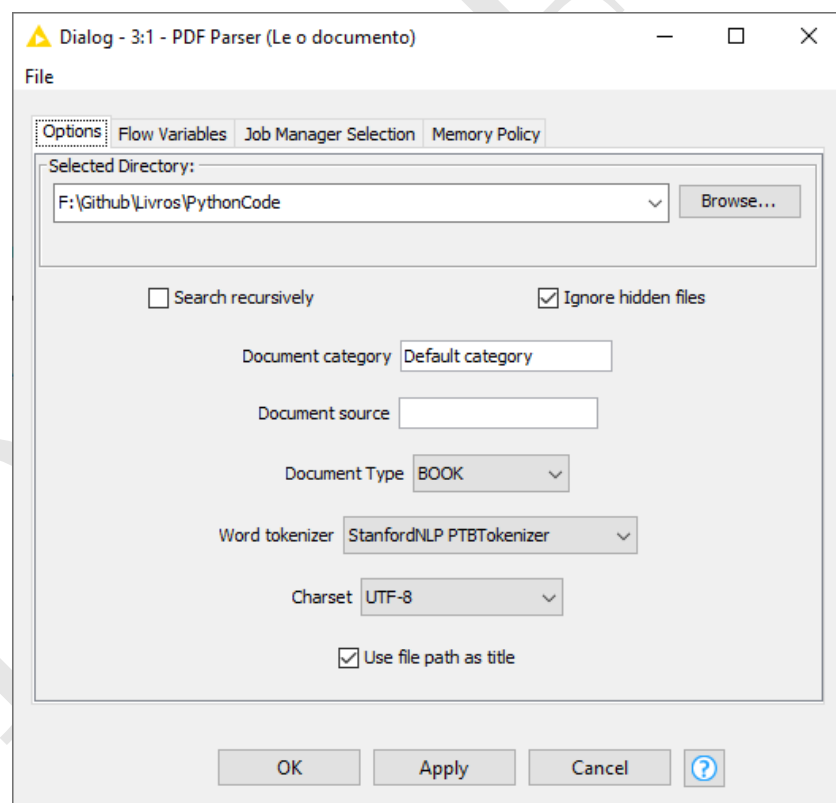 Dialog - 3:1 - PDF Parser (Le o documento)
File
Options Flow Variables Job Manager Selection Memory Policy
Selected Directory:
F:\Github\Livros\PythonCode Browse...
Search recursively Ignore hidden files
Document category Default category
Document source
Document Type BOOK
Word tokenizer StanfordNLP PTBTokenizer
Charset UTF-8
Use file path as title
OK Apply Cancel ?